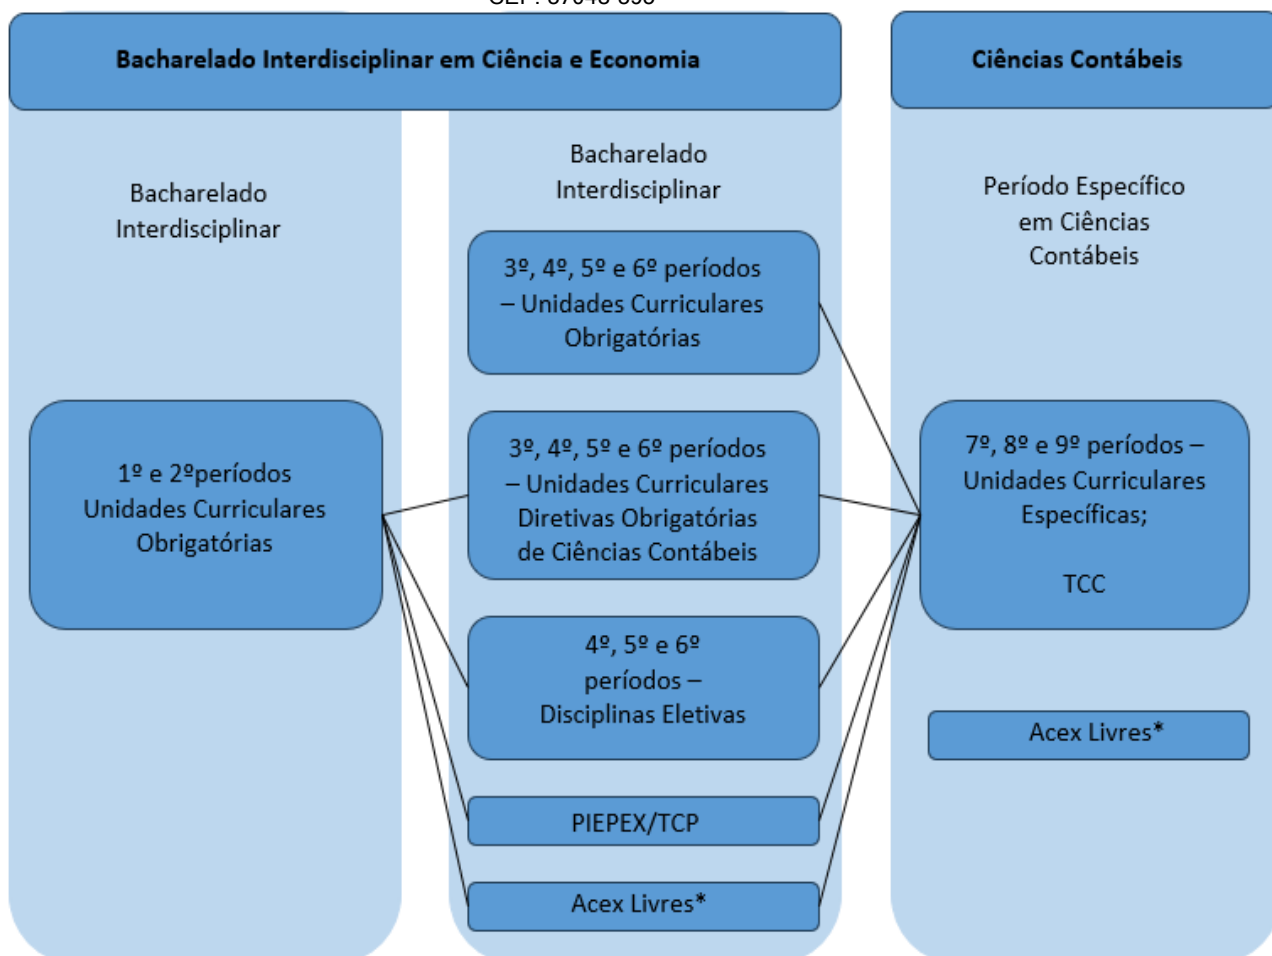 Bacharelado Interdisciplinar em Ciência e Economia
Ciências Contábeis
Bacharelado
Interdisciplinar
1º e 2ºperíodos
Unidades Curriculares
Obrigatórias
Bacharelado
Interdisciplinar
3º, 4º, 5º e 6º períodos
– Unidades Curriculares
Obrigatórias
3º, 4º, 5º e 6º períodos
– Unidades Curriculares
Diretivas Obrigatórias
de Ciências Contábeis
4º, 5º e 6º
períodos –
Disciplinas Eletivas
PIEPEX/TCP
Acex Livres*
Período Específico
em Ciências
Contábeis
7º, 8º e 9º períodos –
Unidades Curriculares
Específicas;
TCC
Acex Livres*